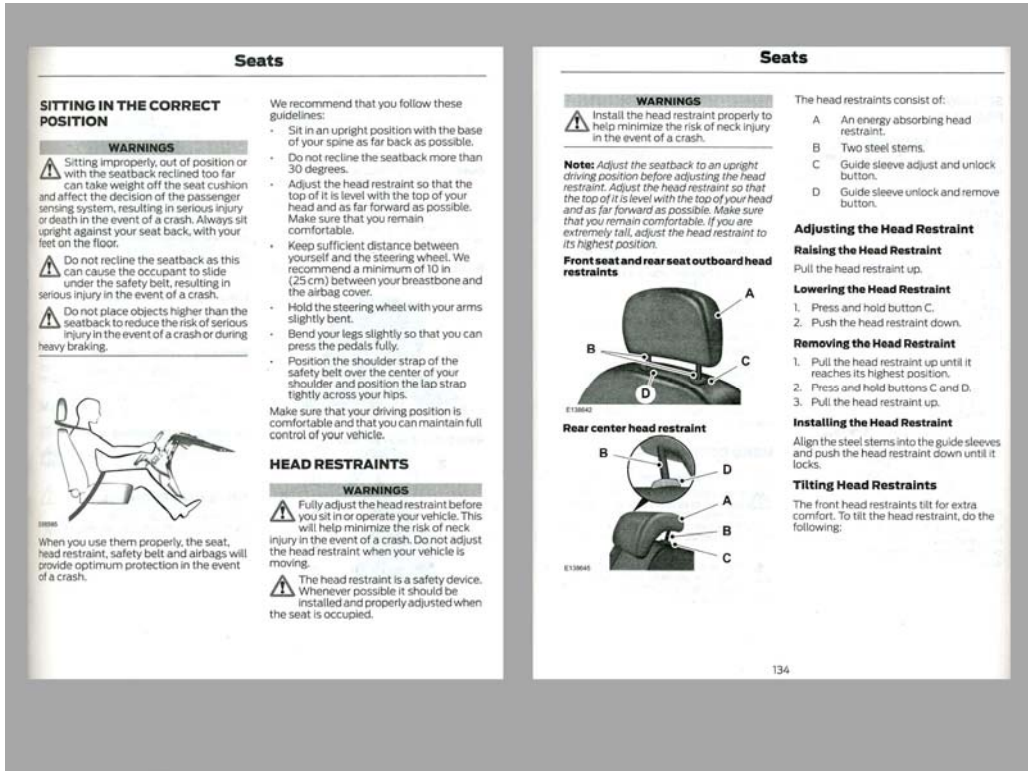 Seats
SITTING IN THE CORRECT
POSITION
WARNINGS
Sitting improperly, out of position or
with the seatback reclined too far
can take weight off the seat cushion
and affect the decision of the passenger
sensing system, resulting in serious injury
or death in the event of a crash. Always sit
upright against your seat back, with your
feet on the floor.
Do not recline the seatback as this
can cause the occupant to slide
under the safety belt, resulting in
serious injury in the event of a crash.
Do not place objects higher than the
seatback to reduce the risk of serious
injury in the event of a crash or during
heavy braking.
When you use them properly, the seat,
head restraint, safety belt and airbags will
provide optimum protection in the event
of a crash.
We recommend that you follow these
guidelines:
· Sit in an upright position with the base
of your spine as far back as possible.
· Do not recline the seatback more than
30 degrees.
· Adjust the head restraint so that the
top of it is level with the top of your
head and as far forward as possible.
Make sure that you remain
comfortable.
· Keep sufficient distance between
yourself and the steering wheel. We
recommend a minimum of 10 in
(25 cm) between your breastbone and
the airbag cover.
· Hold the steering wheel with your arms
slightly bent.
· Bend your legs slightly so that you can
press the pedals fully.
· Position the shoulder strap of the
safety belt over the center of your
shoulder and position the lap strap
tightly across your hips.
Make sure that your driving position is
comfortable and that you can maintain full
control of your vehicle.
HEAD RESTRAINTS
WARNINGS
Fully adjust the head restraint before
you sit in or operate your vehicle. This
will help minimize the risk of neck
injury in the event of a crash. Do not adjust
the head restraint when your vehicle is
moving.
The head restraint is a safety device.
Whenever possible it should be
installed and properly adjusted when
the seat is occupied.
Seats
WARNINGS
Install the head restraint properly to
help minimize the risk of neck injury
in the event of a crash.
Note: Adjust the seatback to an upright
driving position before adjusting the head
restraint. Adjust the head restraint so that
the top of it is level with the top of your head
and as far forward as possible. Make sure
that you remain comfortable. If you are
extremely tall, adjust the head restraint to
its highest position.
Front seat and rear seat outboard head
restraints
A
B
C
D
E138642
Rear center head restraint
B
D
A
B
C
E138645
The head restraints consist of:
A An energy absorbing head
restraint.
B Two steel stems.
C Guide sleeve adjust and unlock
button.
D Guide sleeve unlock and remove
button.
Adjusting the Head Restraint
Raising the Head Restraint
Pull the head restraint up.
Lowering the Head Restraint
1. Press and hold button C.
2. Push the head restraint down.
Removing the Head Restraint
1. Pull the head restraint up until it
reaches its highest position.
2. Press and hold buttons C and D.
3. Pull the head restraint up.
Installing the Head Restraint
Align the steel stems into the guide sleeves
and push the head restraint down until it
locks.
Tilting Head Restraints
The front head restraints tilt for extra
comfort. To tilt the head restraint, do the
following:
134